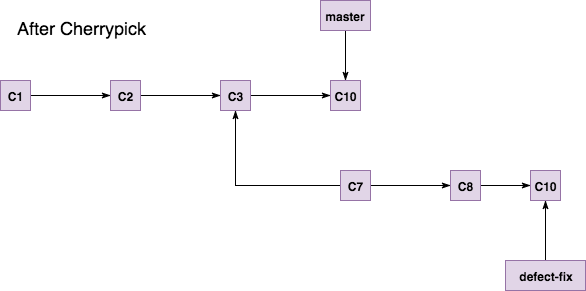 After Cherrypick
master
C1
C2
C3
C10
C7
C8
C10
defect-fix